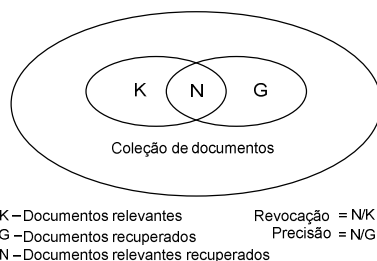 K N G
Coleção de documentos
K – Documentos relevantes
Revocação = N/K
G – Documentos recuperados
Precisão = N/G
N – Documentos relevantes recuperados